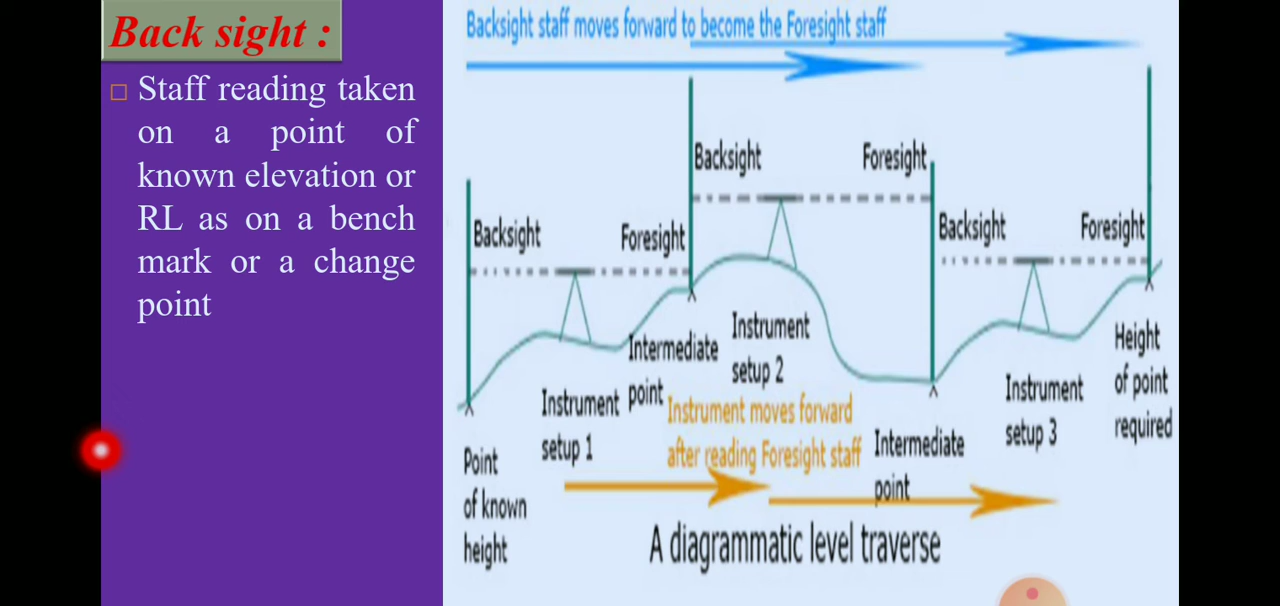 Back sight :
Staff reading taken
on a point of
known elevation or
RL as on a bench
mark or a change
point
Backsight staff moves forward to become the Foresight staff
Backsight
Foresight
Backsight
Foresight
Backsight
Foresight
Instrument
setup 1
Intermediate
point
Instrument
setup 2
Instrument moves forward
after reading Foresight staff
Intermediate
point
Instrument
setup 3
Height
of point
required
Point
of known
height
A diagrammatic level traverse